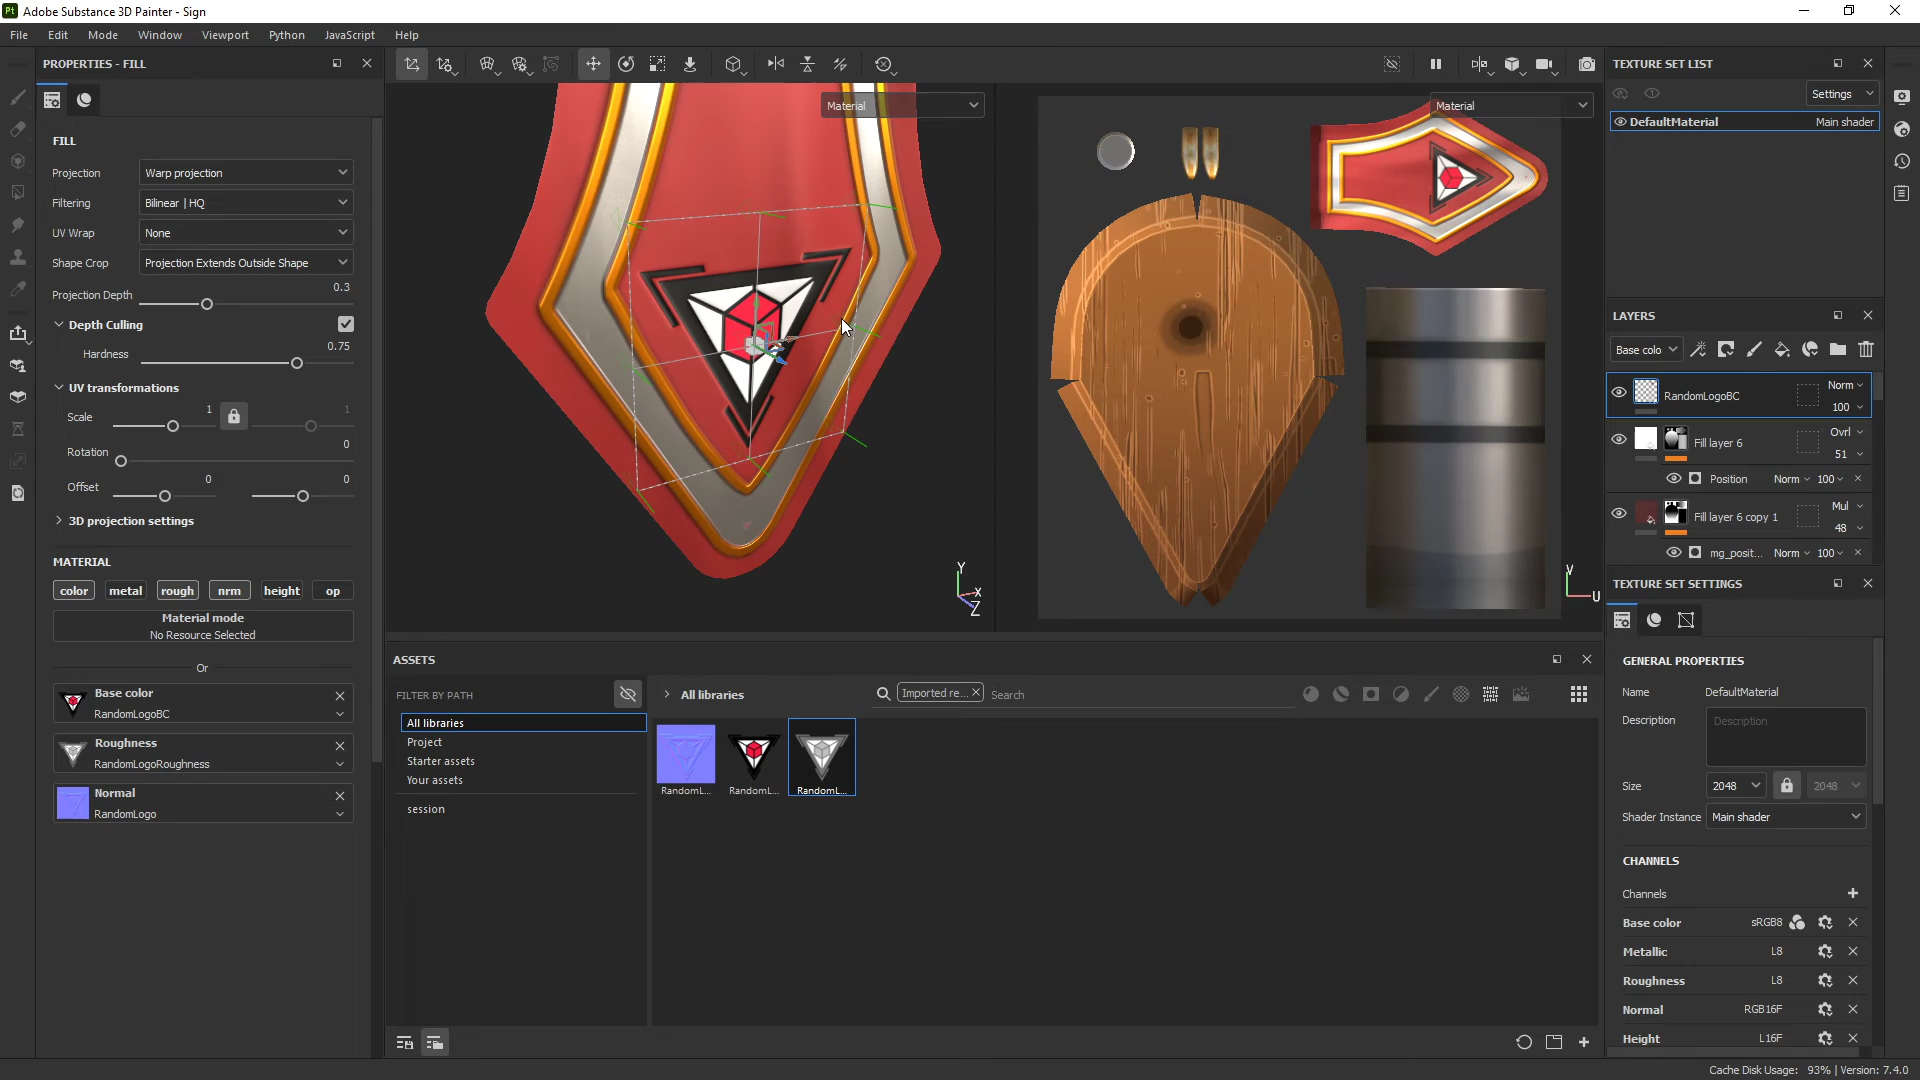 Pt Adobe Substance 3D Painter - Sign
File Edit Mode Window Viewport Python JavaScript Help
PROPERTIES - FILL
FILL
Projection Warp projection
Filtering Bilinear | HQ
UV Wrap None
Shape Crop Projection Extends Outside Shape
Projection Depth 0.3
Depth Culling
Hardness 0.75
UV transformations
Scale 1 1
Rotation 0
Offset 0 0
3D projection settings
MATERIAL
color metal rough nrm height op
Material mode
No Resource Selected
Or
Base color
RandomLogoBC
Roughness
RandomLogoRoughness
Normal
RandomLogo
Material
Y
X
Z
Material
V
U
ASSETS
FILTER BY PATH
All libraries
Project
Starter assets
Your assets
session
All libraries
Imported re... Search
RandomL... RandomL... RandomL...
TEXTURE SET LIST
Settings
DefaultMaterial Main shader
LAYERS
Base colo
RandomLogoBC Norm
100
Fill layer 6 Ovrl
51
Position Norm 100
Fill layer 6 copy 1 Mul
48
mg_posit... Norm 100
TEXTURE SET SETTINGS
GENERAL PROPERTIES
Name DefaultMaterial
Description Description
Size 2048 2048
Shader Instance Main shader
CHANNELS
Channels
Base color sRGB8
Metallic L8
Roughness L8
Normal RGB16F
Height L16F
Cache Disk Usage: 93% | Version: 7.4.0